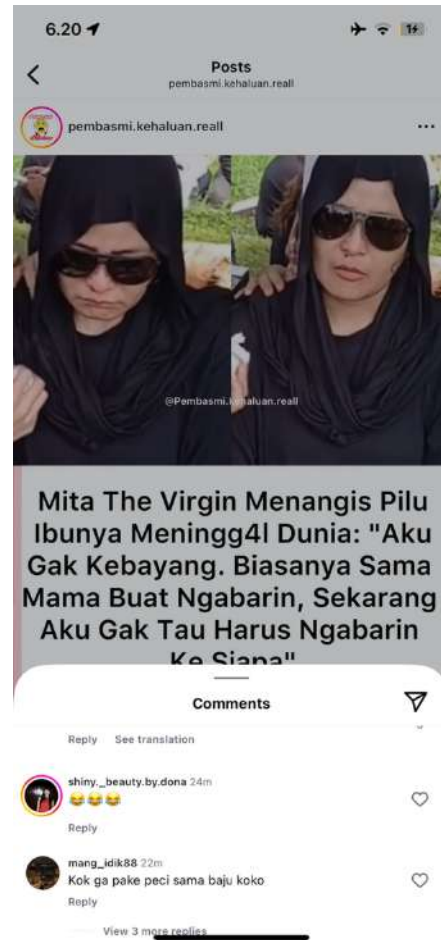 6.20
Posts
pembasmi.kehaluan.reall
pembasmi.kehaluan.reall
@Pembasmi.kehaluan.reall
Mita The Virgin Menangis Pilu
Ibunya Meningg4l Dunia: "Aku
Gak Kebayang. Biasanya Sama
Mama Buat Ngabarin, Sekarang
Aku Gak Tau Harus Ngabarin
Ke Siapa"
Comments
Reply See translation
shiny._beauty.by.dona 24m
😂😂😂
Reply
mang_idik88 22m
Kok ga pake peci sama baju koko
Reply
View 3 more replies